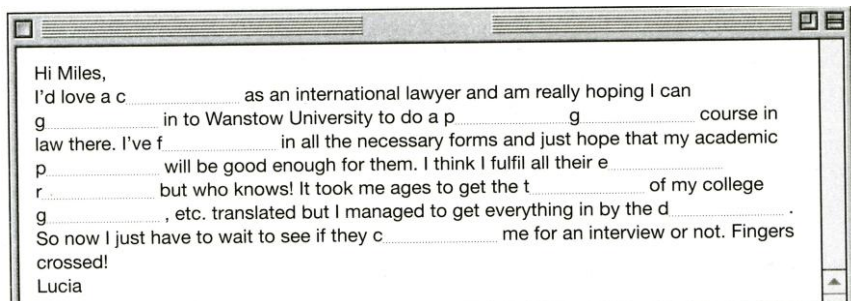 Hi Miles,
I'd love a c.................... as an international lawyer and am really hoping I can
g.................... in to Wanstow University to do a p.................... g.................... course in
law there. I've f.................... in all the necessary forms and just hope that my academic
p.................... will be good enough for them. I think I fulfil all their e....................
r.................... but who knows! It took me ages to get the t.................... of my college
g...................., etc. translated but I managed to get everything in by the d.................... .
So now I just have to wait to see if they c.................... me for an interview or not. Fingers
crossed!
Lucia